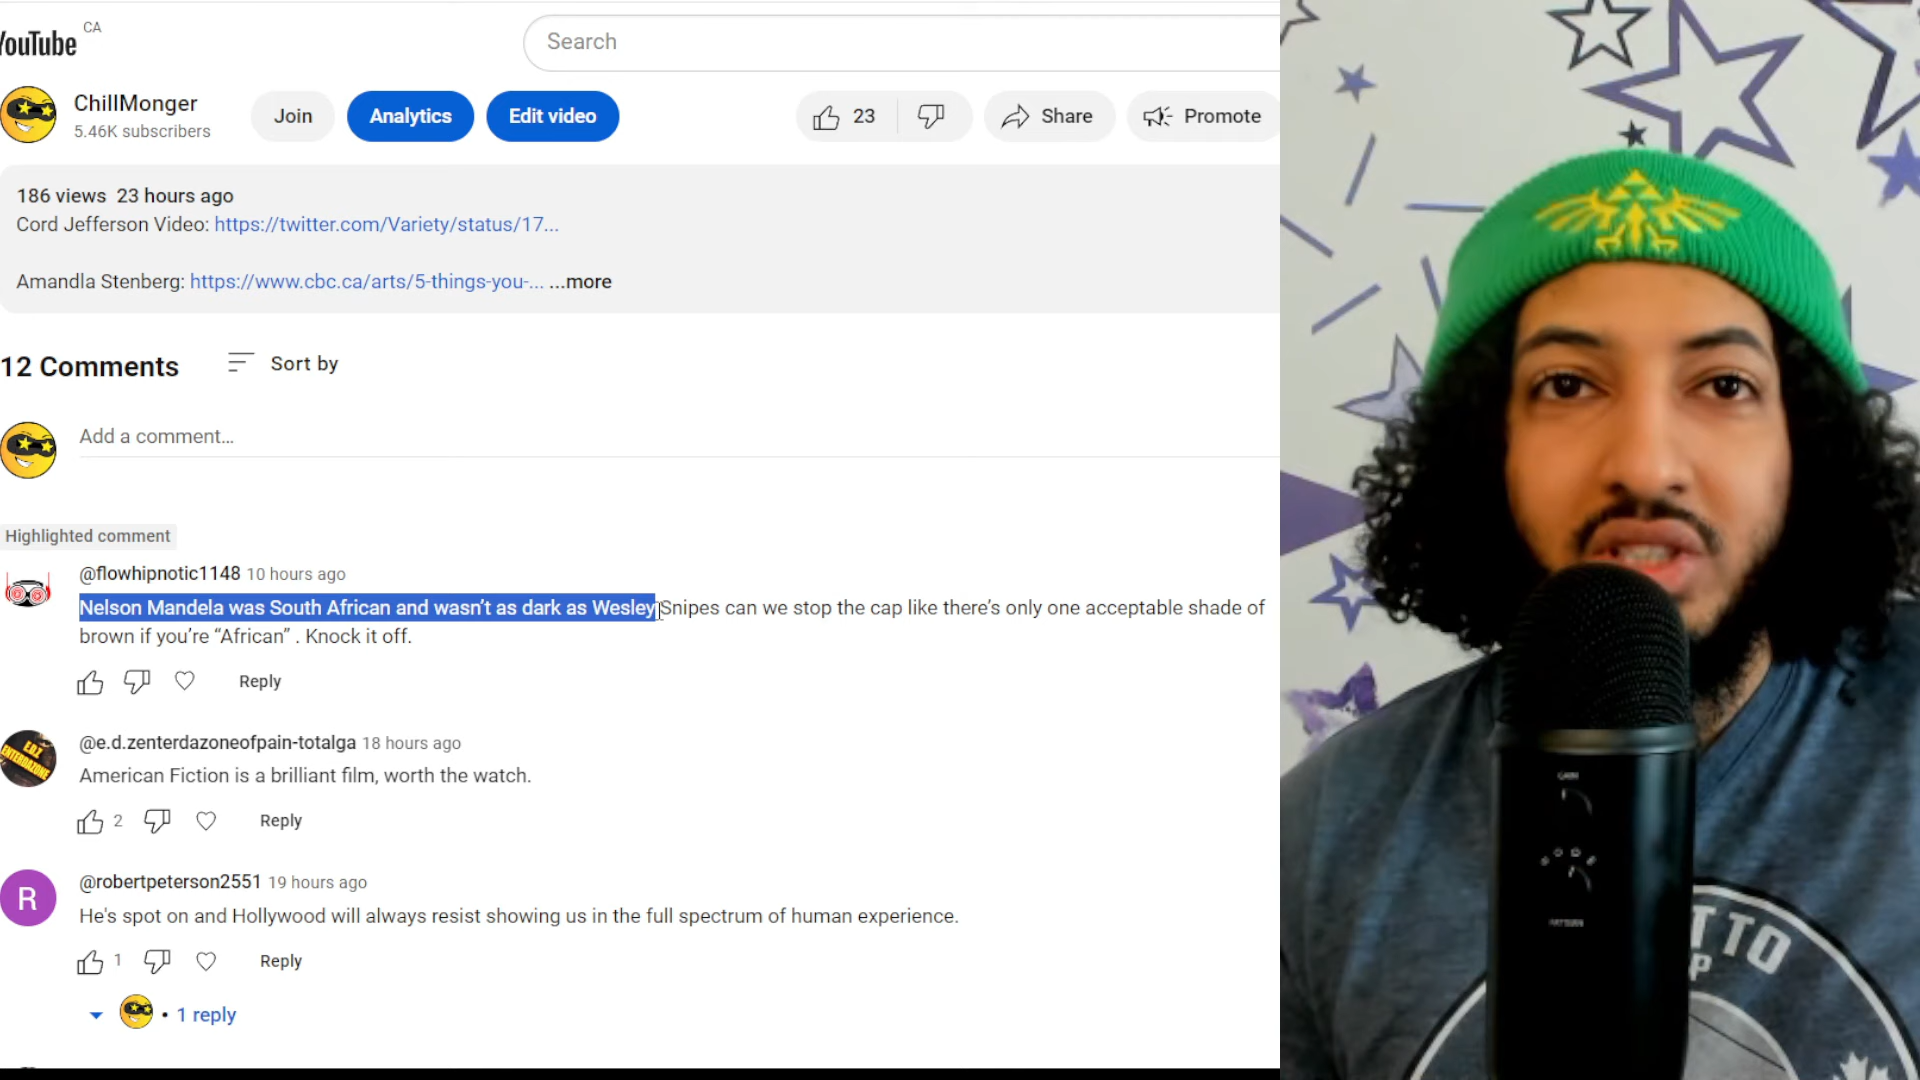 YouTube CA
Search
ChillMonger
5.46K subscribers
Join
Analytics
Edit video
23
Share
Promote
186 views 23 hours ago
Cord Jefferson Video: https://twitter.com/Variety/status/17...
Amandla Stenberg: https://www.cbc.ca/arts/5-things-you-... ...more
12 Comments
Sort by
Add a comment...
Highlighted comment
@flowhipnotic1148 10 hours ago
Nelson Mandela was South African and wasn't as dark as Wesley Snipes can we stop the cap like there's only one acceptable shade of
brown if you're “African” . Knock it off.
Reply
@e.d.zenterdazoneofpain-totalga 18 hours ago
American Fiction is a brilliant film, worth the watch.
2
Reply
R
@robertpeterson2551 19 hours ago
He's spot on and Hollywood will always resist showing us in the full spectrum of human experience.
1
Reply
• 1 reply
GAIN
PATTERN
TTO
P